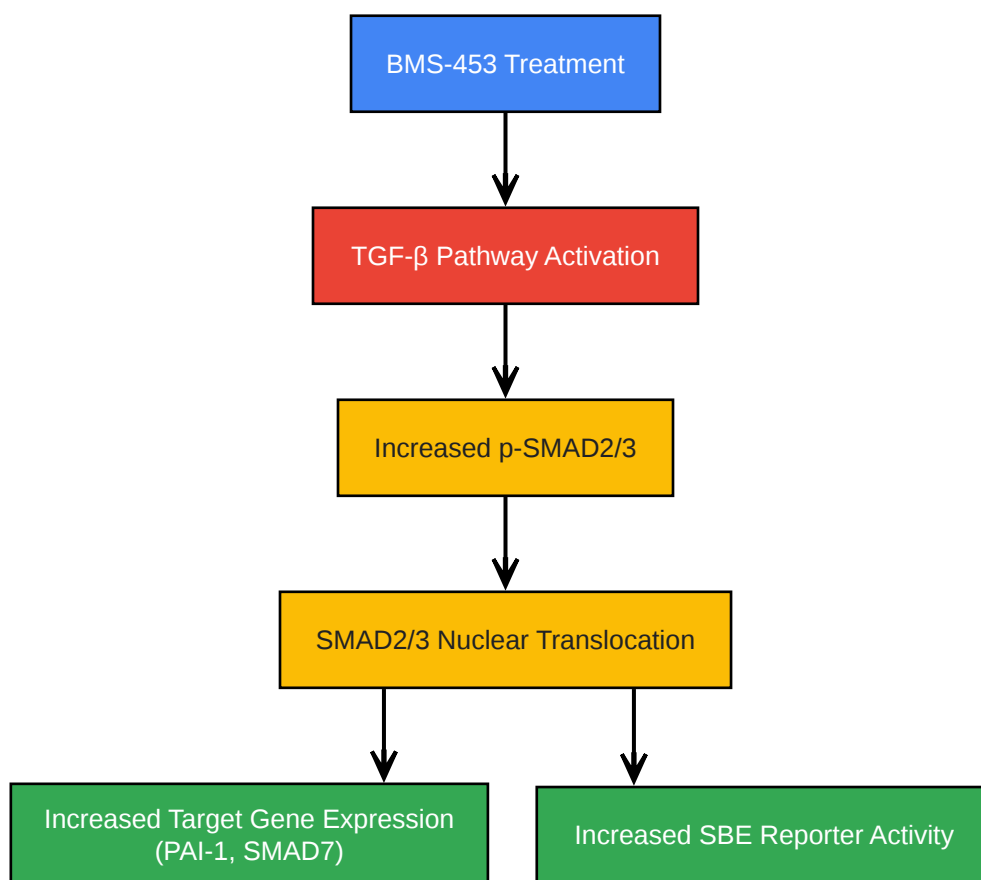 BMS-453 Treatment
TGF-β Pathway Activation
Increased p-SMAD2/3
SMAD2/3 Nuclear Translocation
Increased Target Gene Expression
(PAI-1, SMAD7)
Increased SBE Reporter Activity